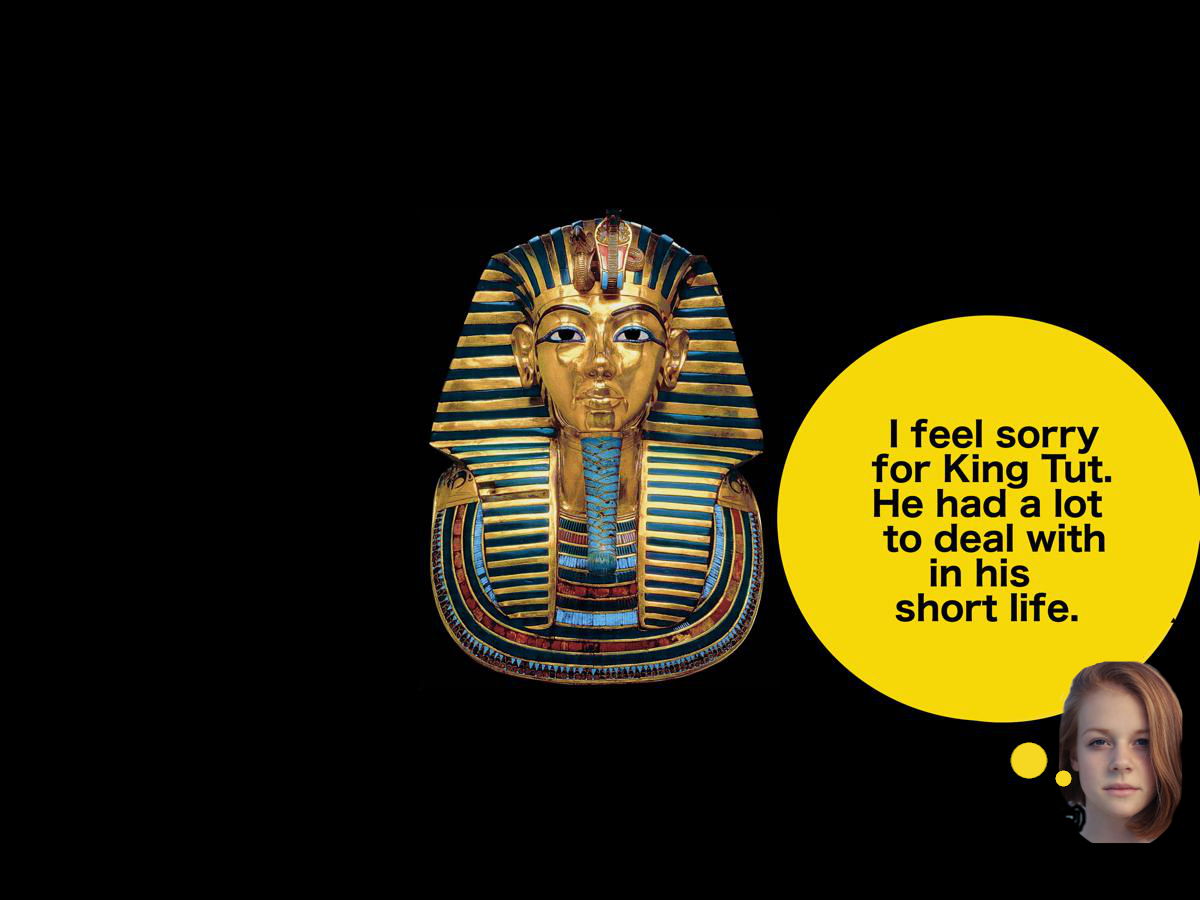 I feel sorry
for King Tut.
He had a lot
to deal with
in his
short life.